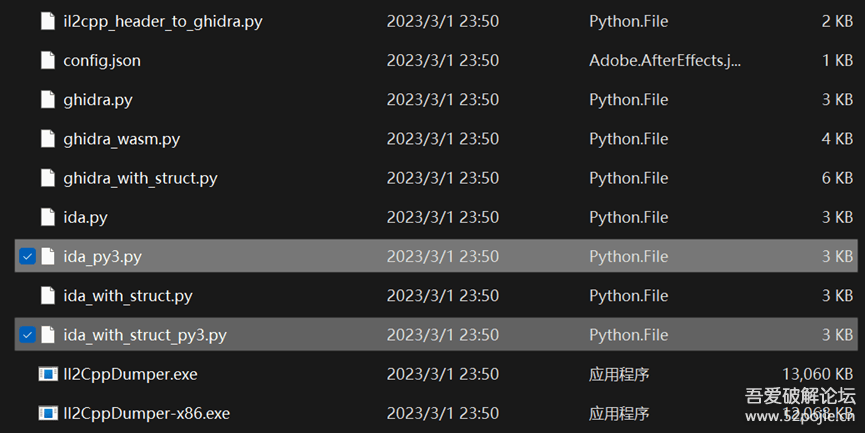 il2cpp_header_to_ghidra.py 2023/3/1 23:50 Python.File 2 KB
config.json 2023/3/1 23:50 Adobe.AfterEffects.j... 1 KB
ghidra.py 2023/3/1 23:50 Python.File 3 KB
ghidra_wasm.py 2023/3/1 23:50 Python.File 4 KB
ghidra_with_struct.py 2023/3/1 23:50 Python.File 6 KB
ida.py 2023/3/1 23:50 Python.File 3 KB
ida_py3.py 2023/3/1 23:50 Python.File 3 KB
ida_with_struct.py 2023/3/1 23:50 Python.File 3 KB
ida_with_struct_py3.py 2023/3/1 23:50 Python.File 3 KB
Il2CppDumper.exe 2023/3/1 23:50 应用程序 13,060 KB
吾爱破解论坛
Il2CppDumper-x86.exe 2023/3/1 23:50 应用程序 12,068 KB
www.52pojie.cn